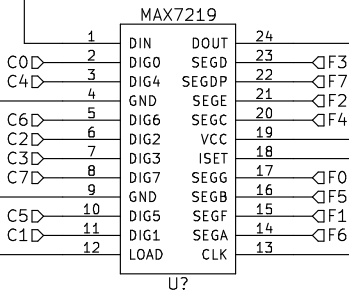 MAX7219
1 DIN DOUT 24
C0 2 DIG0 SEGD 23 F3
C4 3 DIG4 SEGDP 22 F7
4 GND SEGE 21 F2
C6 5 DIG6 SEGC 20 F4
C2 6 DIG2 VCC 19
C3 7 DIG3 ISET 18
C7 8 DIG7 SEGG 17 F0
9 GND SEGB 16 F5
C5 10 DIG5 SEGF 15 F1
C1 11 DIG1 SEGA 14 F6
12 LOAD CLK 13
U?